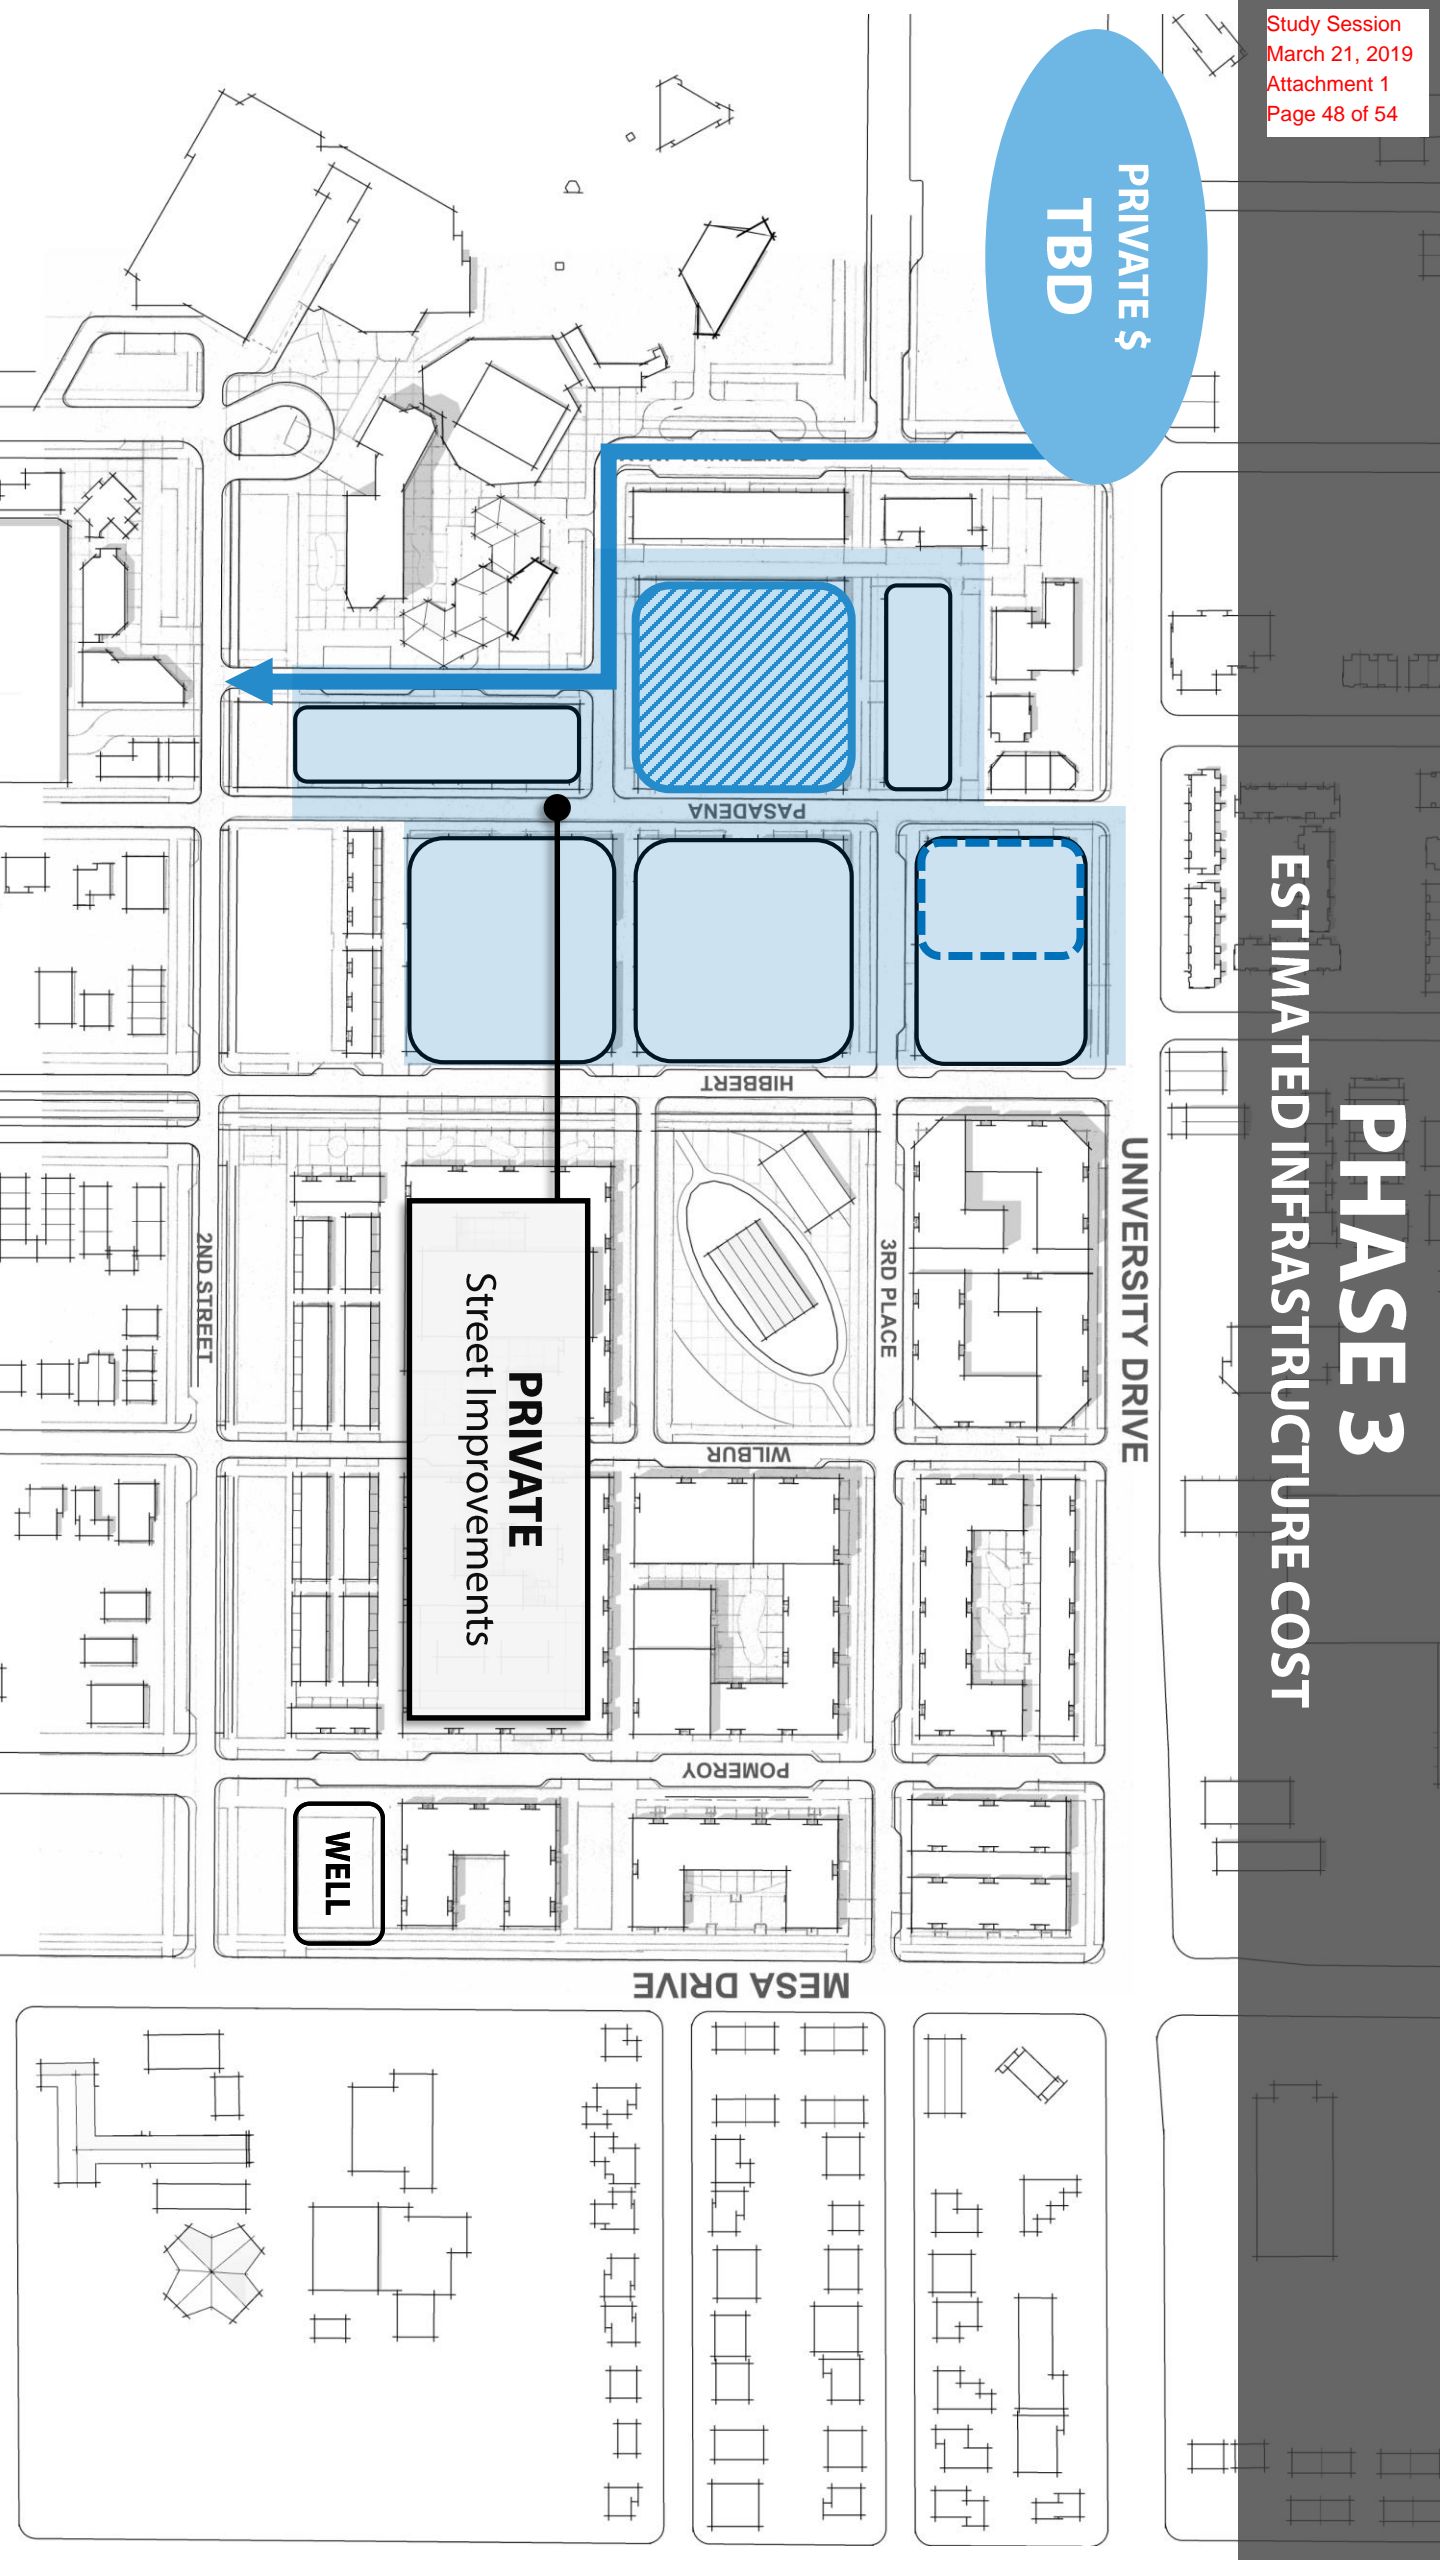 Study Session
March 21, 2019
Attachment 1
Page 48 of 54
PHASE 3
ESTIMATED INFRASTRUCTURE COST
PRIVATE $
TBD
UNIVERSITY DRIVE
3RD PLACE
PASADENA
HIBBERT
WILBUR
POMEROY
MESA DRIVE
PRIVATE
Street Improvements
WELL
2ND STREET